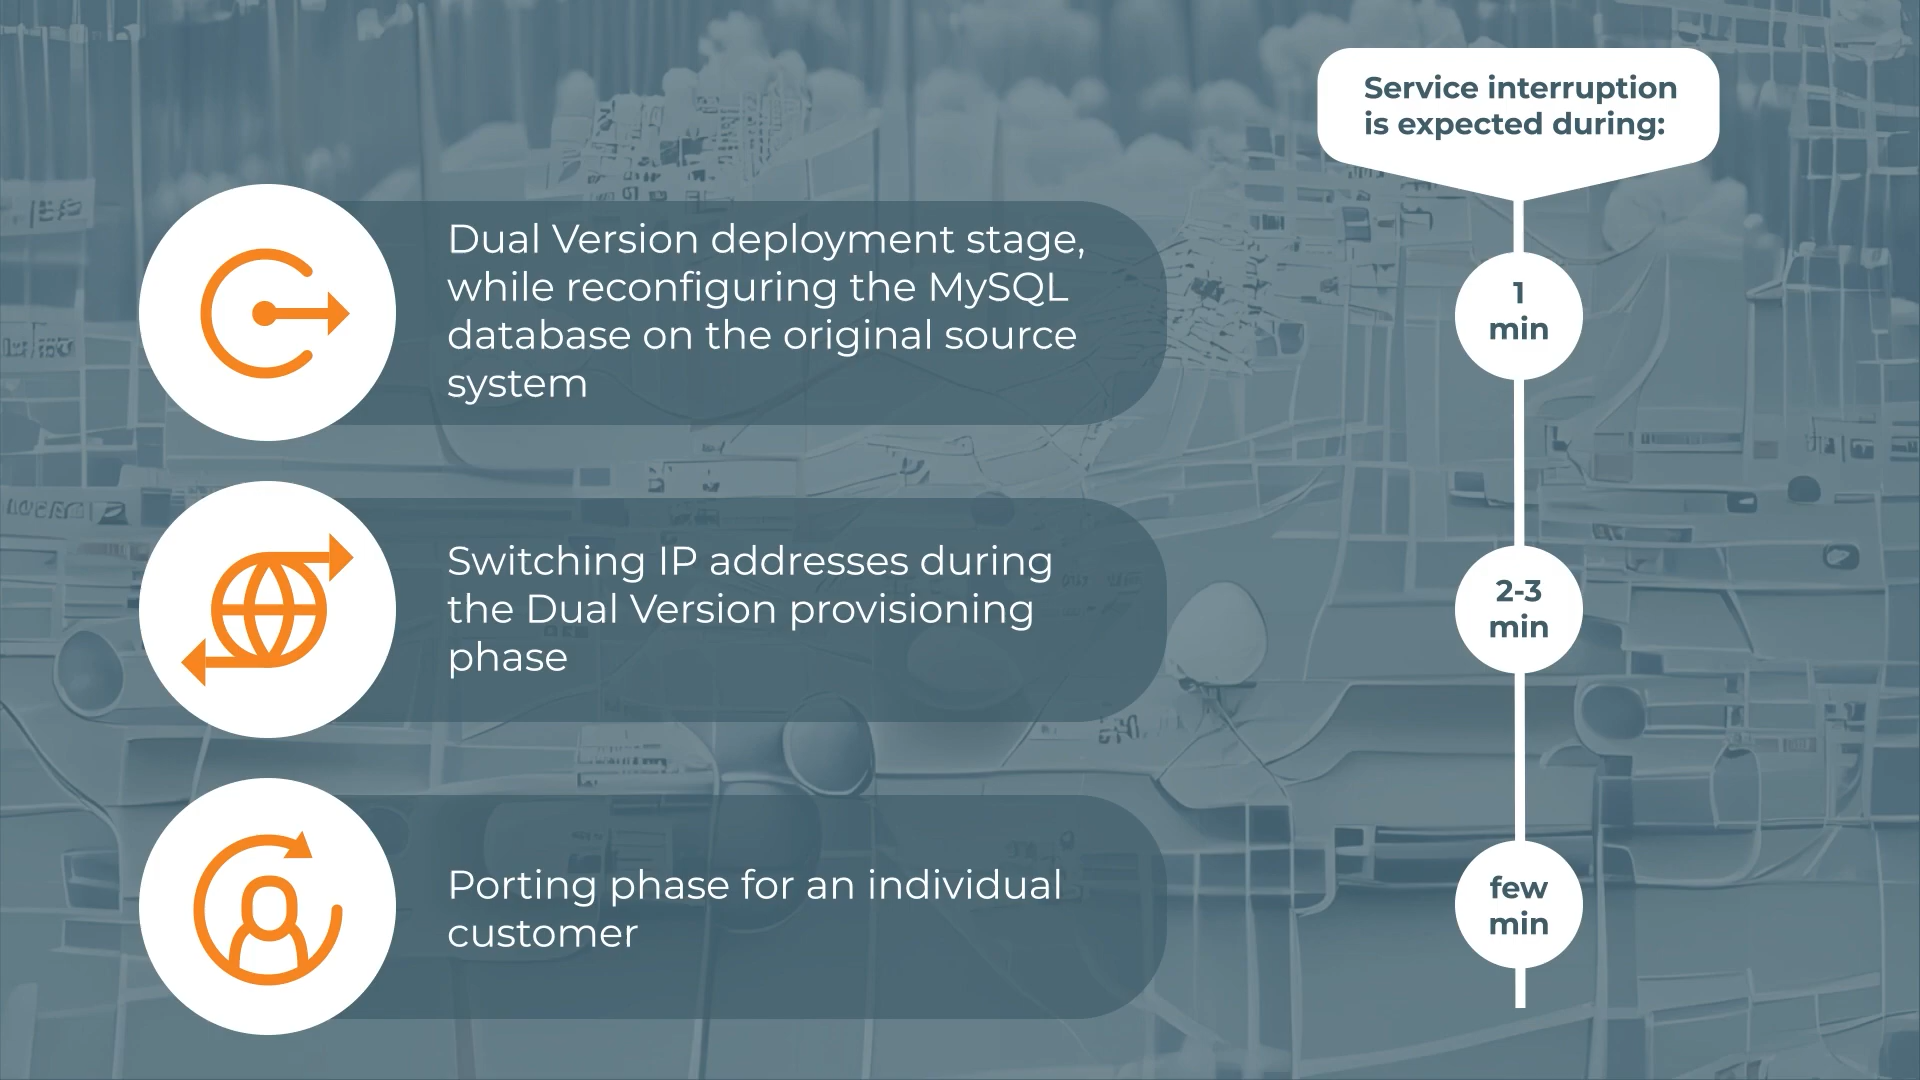 Service interruption
is expected during:
Dual Version deployment stage,
while reconfiguring the MySQL
database on the original source
system
1
min
Switching IP addresses during
the Dual Version provisioning
phase
2-3
min
Porting phase for an individual
customer
few
min